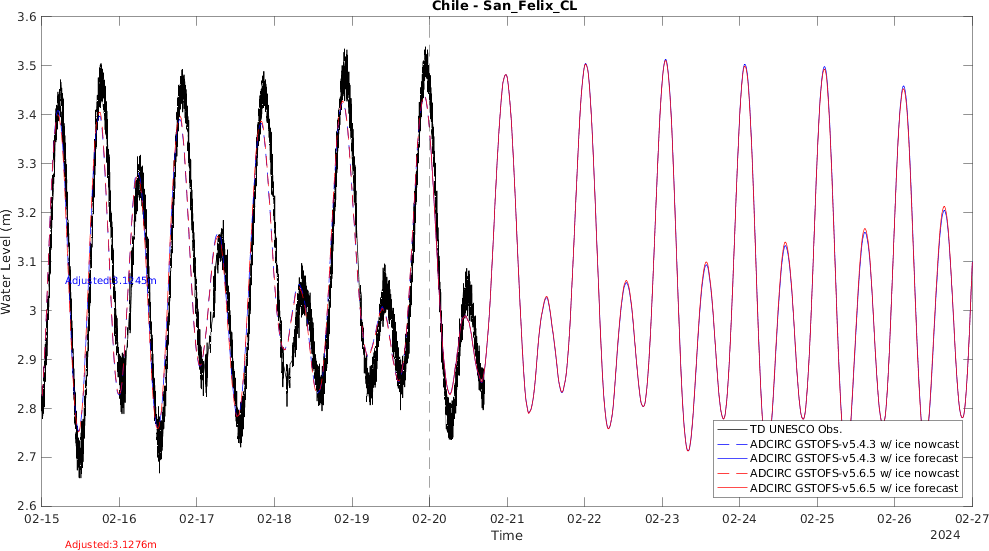 Chile - San_Felix_CL
3.6
3.5
3.4
3.3
3.2
3.1
3
2.9
2.8
2.7
2.6
Water Level (m)
Adjusted:3.1245m
TD UNESCO Obs.
ADCIRC GSTOFS-v5.4.3 w/ ice nowcast
ADCIRC GSTOFS-v5.4.3 w/ ice forecast
ADCIRC GSTOFS-v5.6.5 w/ ice nowcast
ADCIRC GSTOFS-v5.6.5 w/ ice forecast
02-15 02-16 02-17 02-18 02-19 02-20 02-21 02-22 02-23 02-24 02-25 02-26 02-27
Time
2024
Adjusted:3.1276m